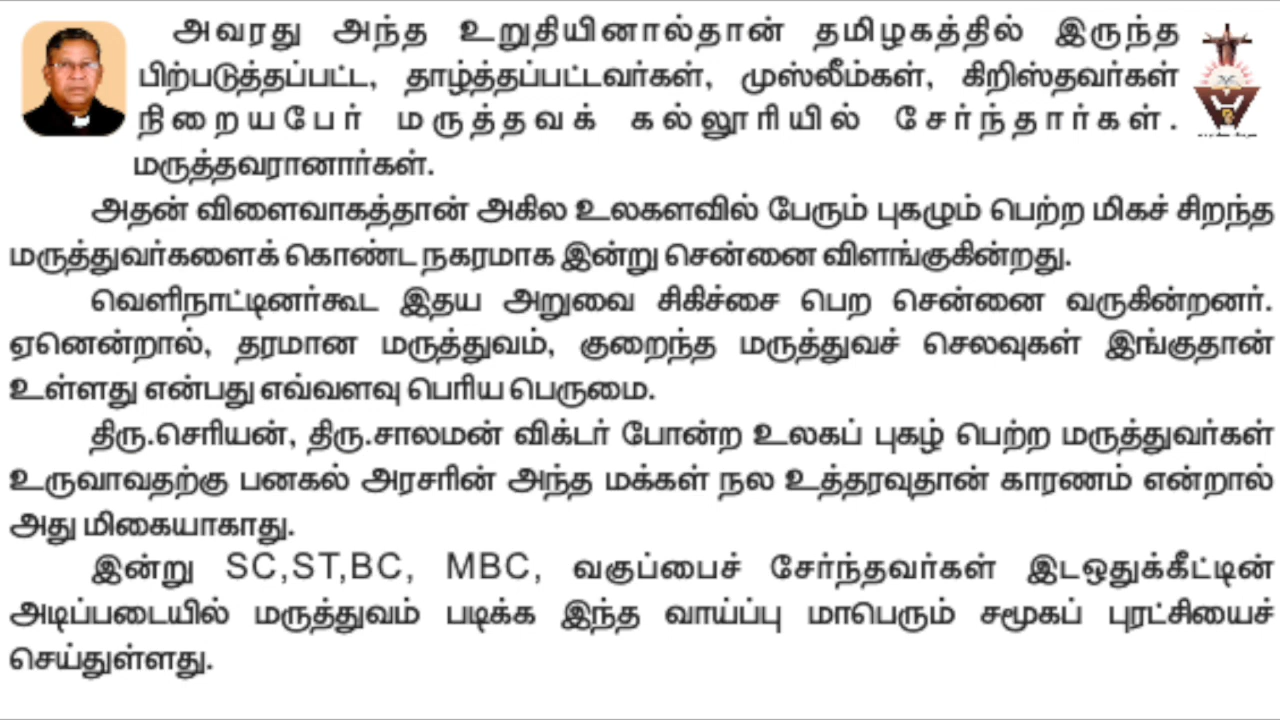 அவரது அந்த உறுதியினால்தான் தமிழகத்தில் இருந்த
பிற்படுத்தப்பட்ட, தாழ்த்தப்பட்டவர்கள், முஸ்லீம்கள், கிறிஸ்தவர்கள்
நிறையபேர் மருத்தவக் கல்லூரியில் சேர்ந்தார்கள்.
மருத்தவரானார்கள்.
அதன் விளைவாகத்தான் அகில உலகளவில் பேரும் புகழும் பெற்ற மிகச் சிறந்த
மருத்துவர்களைக் கொண்ட நகரமாக இன்று சென்னை விளங்குகின்றது.
வெளிநாட்டினர்கூட இதய அறுவை சிகிச்சை பெற சென்னை வருகின்றனர்.
ஏனென்றால், தரமான மருத்துவம், குறைந்த மருத்துவச் செலவுகள் இங்குதான்
உள்ளது என்பது எவ்வளவு பெரிய பெருமை.
திரு.செரியன், திரு.சாலமன் விக்டர் போன்ற உலகப் புகழ் பெற்ற மருத்துவர்கள்
உருவாவதற்கு பனகல் அரசரின் அந்த மக்கள் நல உத்தரவுதான் காரணம் என்றால்
அது மிகையாகாது.
இன்று SC,ST,BC, MBC, வகுப்பைச் சேர்ந்தவர்கள் இடஒதுக்கீட்டின்
அடிப்படையில் மருத்துவம் படிக்க இந்த வாய்ப்பு மாபெரும் சமூகப் புரட்சியைச்
செய்துள்ளது.